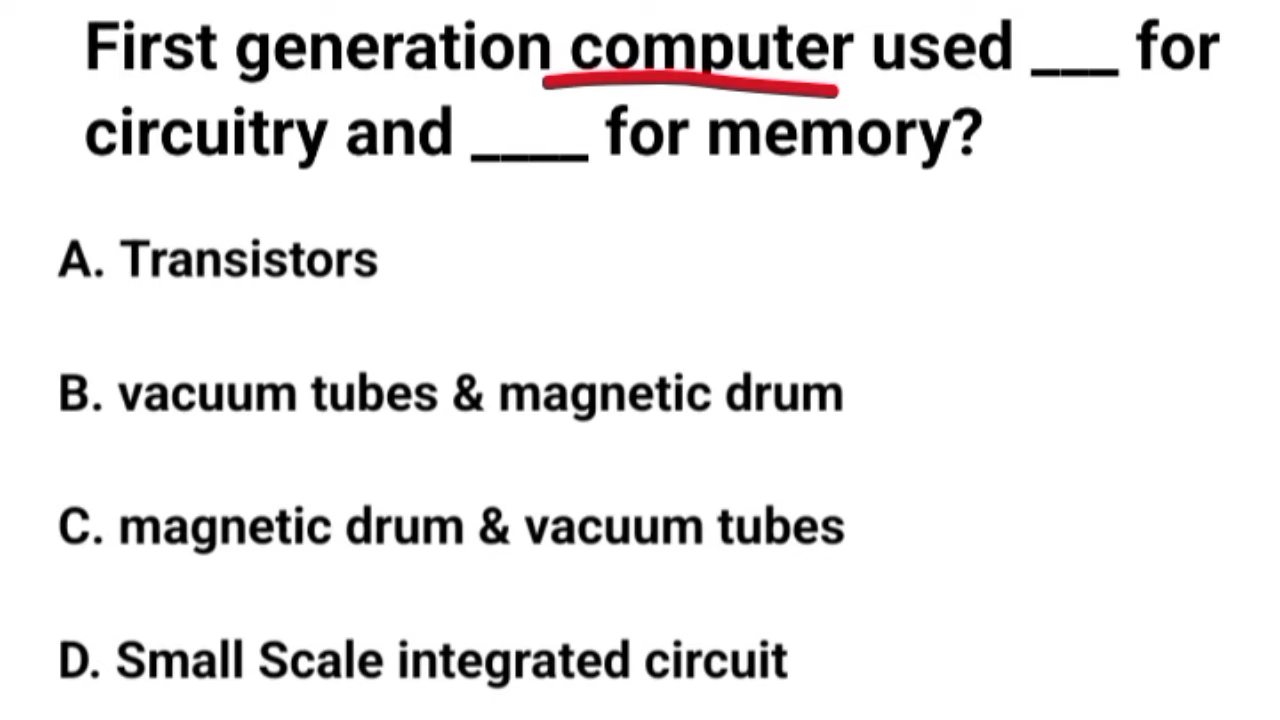 First generation computer used ___ for
circuitry and ____ for memory?
A. Transistors
B. vacuum tubes & magnetic drum
C. magnetic drum & vacuum tubes
D. Small Scale integrated circuit